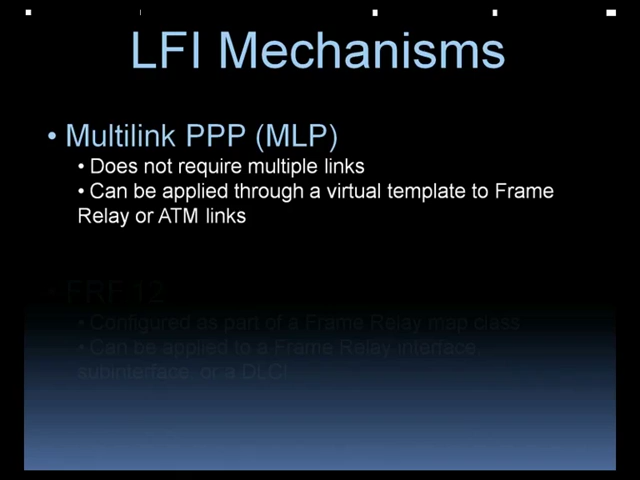 LFI Mechanisms
• Multilink PPP (MLP)
• Does not require multiple links
• Can be applied through a virtual template to Frame
Relay or ATM links
• FRF.12
• Configured as part of a Frame Relay map class
• Can be applied to a Frame Relay interface,
subinterface, or a DLCI